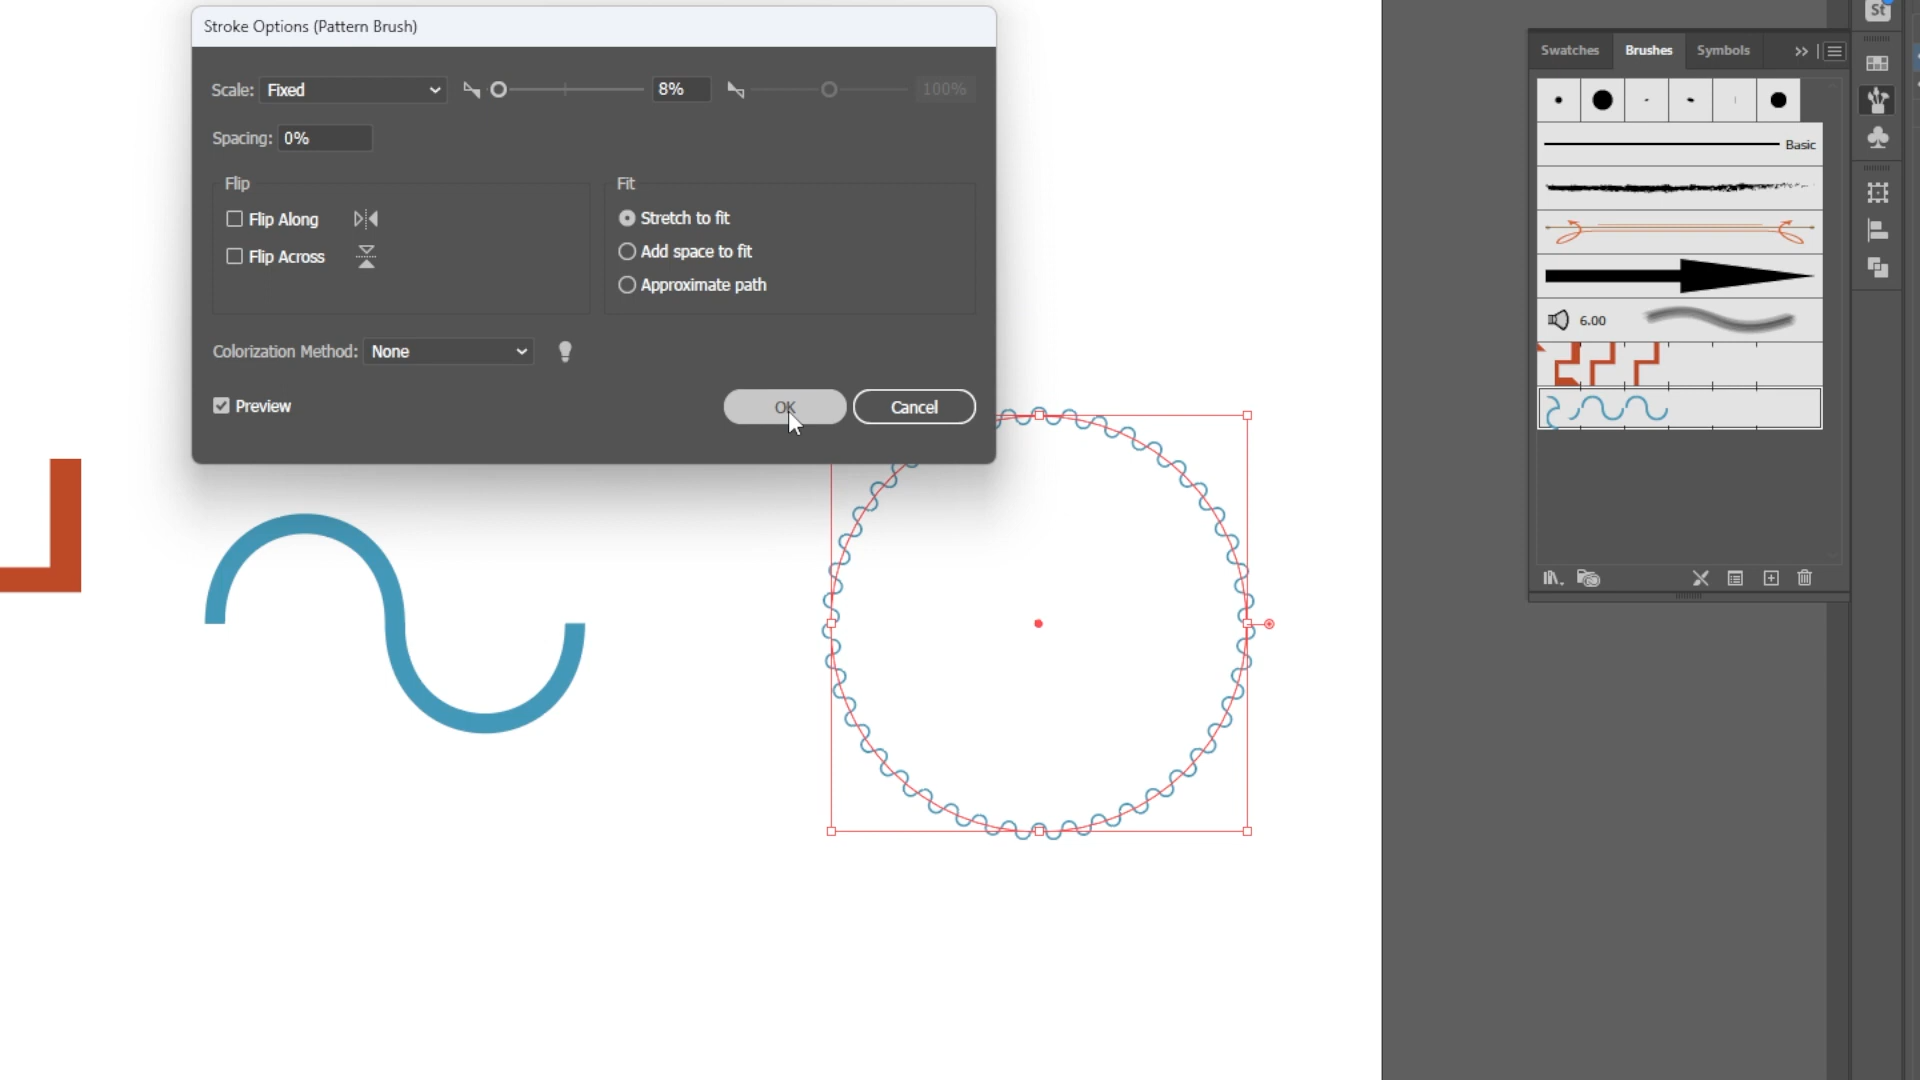 Stroke Options (Pattern Brush)
Scale: Fixed 8% 100%
Spacing: 0%
Flip
Flip Along
Flip Across
Fit
Stretch to fit
Add space to fit
Approximate path
Colorization Method: None
Preview
OK
Cancel
St
Swatches Brushes Symbols
Basic
6.00